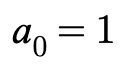 a₀ = 1